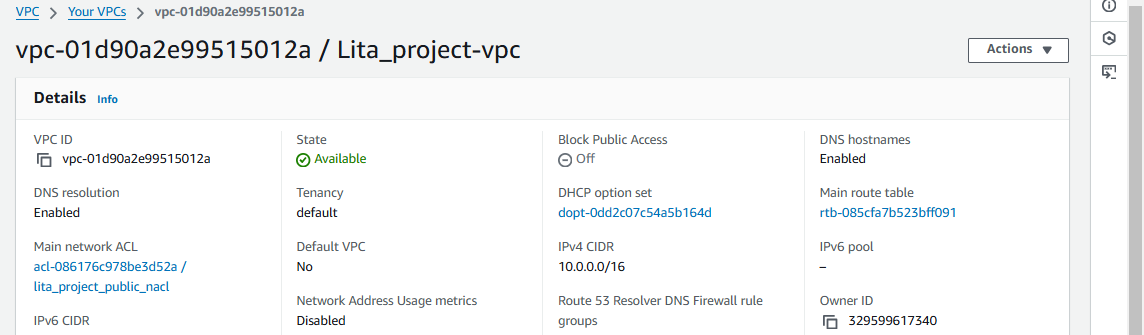 VPC > Your VPCs > vpc-01d90a2e99515012a
vpc-01d90a2e99515012a / Lita_project-vpc
Actions
Details Info
VPC ID
vpc-01d90a2e99515012a
State
Available
Block Public Access
Off
DNS hostnames
Enabled
DNS resolution
Enabled
Tenancy
default
DHCP option set
dopt-0dd2c07c54a5b164d
Main route table
rtb-085cfa7b523bff091
Main network ACL
acl-086176c978be3d52a /
lita_project_public_nacl
Default VPC
No
IPv4 CIDR
10.0.0.0/16
IPv6 pool
–
IPv6 CIDR
Network Address Usage metrics
Disabled
Route 53 Resolver DNS Firewall rule
groups
Owner ID
329599617340